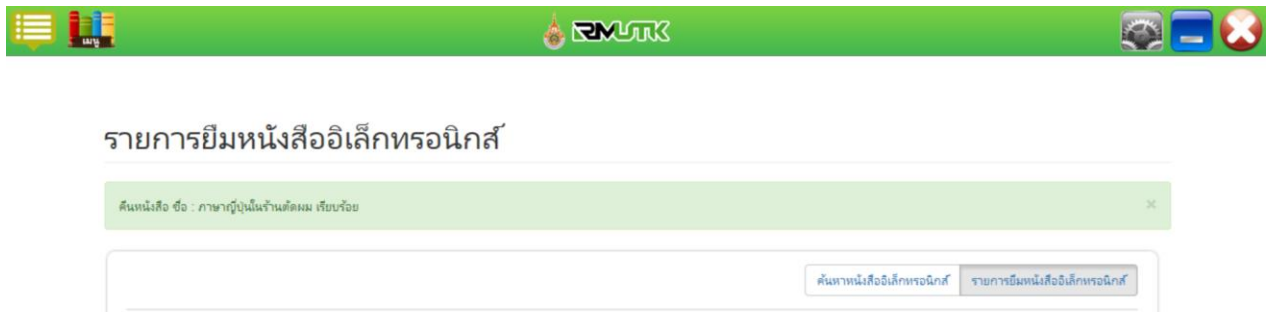 เมนู
RMUTK
รายการยืมหนังสืออิเล็กทรอนิกส์
คืนหนังสือ ชื่อ : ภาษาญี่ปุ่นในร้านตัดผม เรียบร้อย
×
ค้นหาหนังสืออิเล็กทรอนิกส์ รายการยืมหนังสืออิเล็กทรอนิกส์